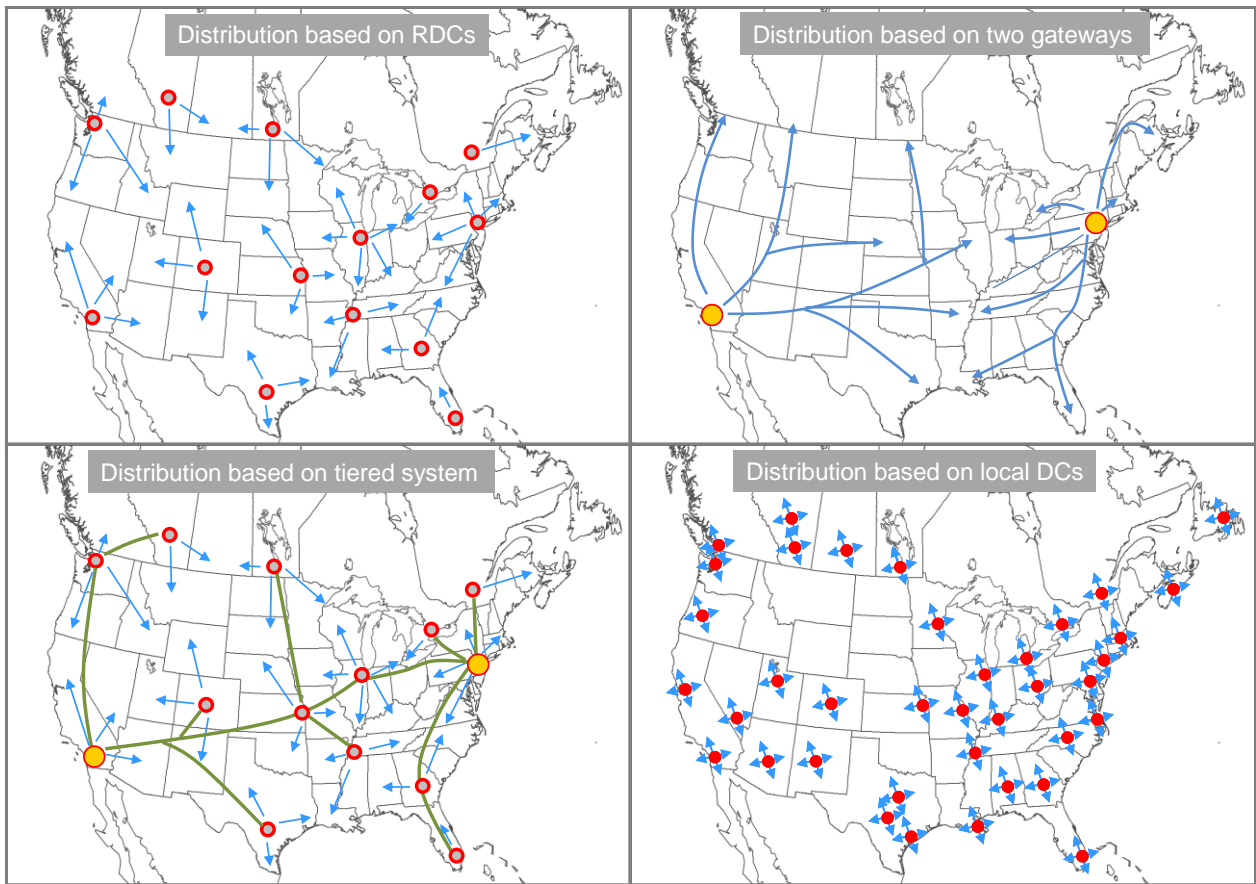 Distribution based on RDCs
Distribution based on two gateways
Distribution based on tiered system
Distribution based on local DCs